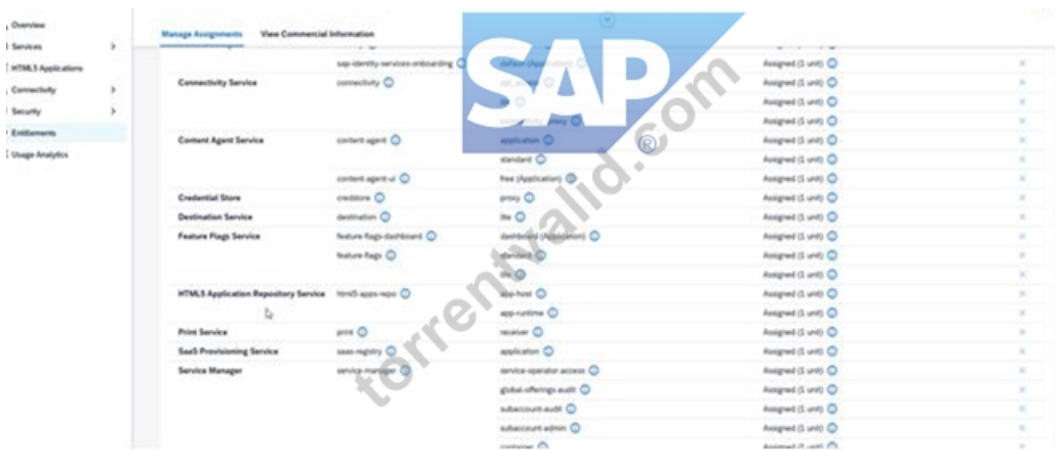 Overview
Services
HTML5 Applications
Connectivity
Security
Entitlements
Usage Analytics
Manage Assignments View Commercial Information
sap-identity-services-onboarding default (Application) Assigned (1 unit)
Connectivity Service connectivity Assigned (1 unit)
Assigned (1 unit)
Assigned (1 unit)
Content Agent Service content-agent application Assigned (1 unit)
standard Assigned (1 unit)
content-agent-ui free (Application) Assigned (1 unit)
Credential Store credstore proxy Assigned (1 unit)
Destination Service destination lite Assigned (1 unit)
Feature Flags Service feature-flags-dashboard dashboard (Application) Assigned (1 unit)
feature-flags standard Assigned (1 unit)
lite Assigned (1 unit)
HTML5 Application Repository Service html5-apps-repo app-host Assigned (1 unit)
app-runtime Assigned (1 unit)
Print Service print receiver Assigned (1 unit)
SaaS Provisioning Service saas-registry application Assigned (1 unit)
Service Manager service-manager service-operator-access Assigned (1 unit)
global-offerings-audit Assigned (1 unit)
subaccount-audit Assigned (1 unit)
subaccount-admin Assigned (1 unit)
container Assigned (1 unit)
SAP ®
torrentvalid.com